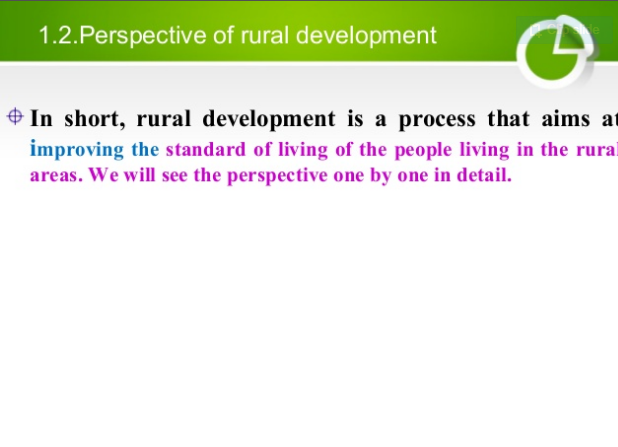 1.2.Perspective of rural development
In short, rural development is a process that aims at
improving the standard of living of the people living in the rural
areas. We will see the perspective one by one in detail.